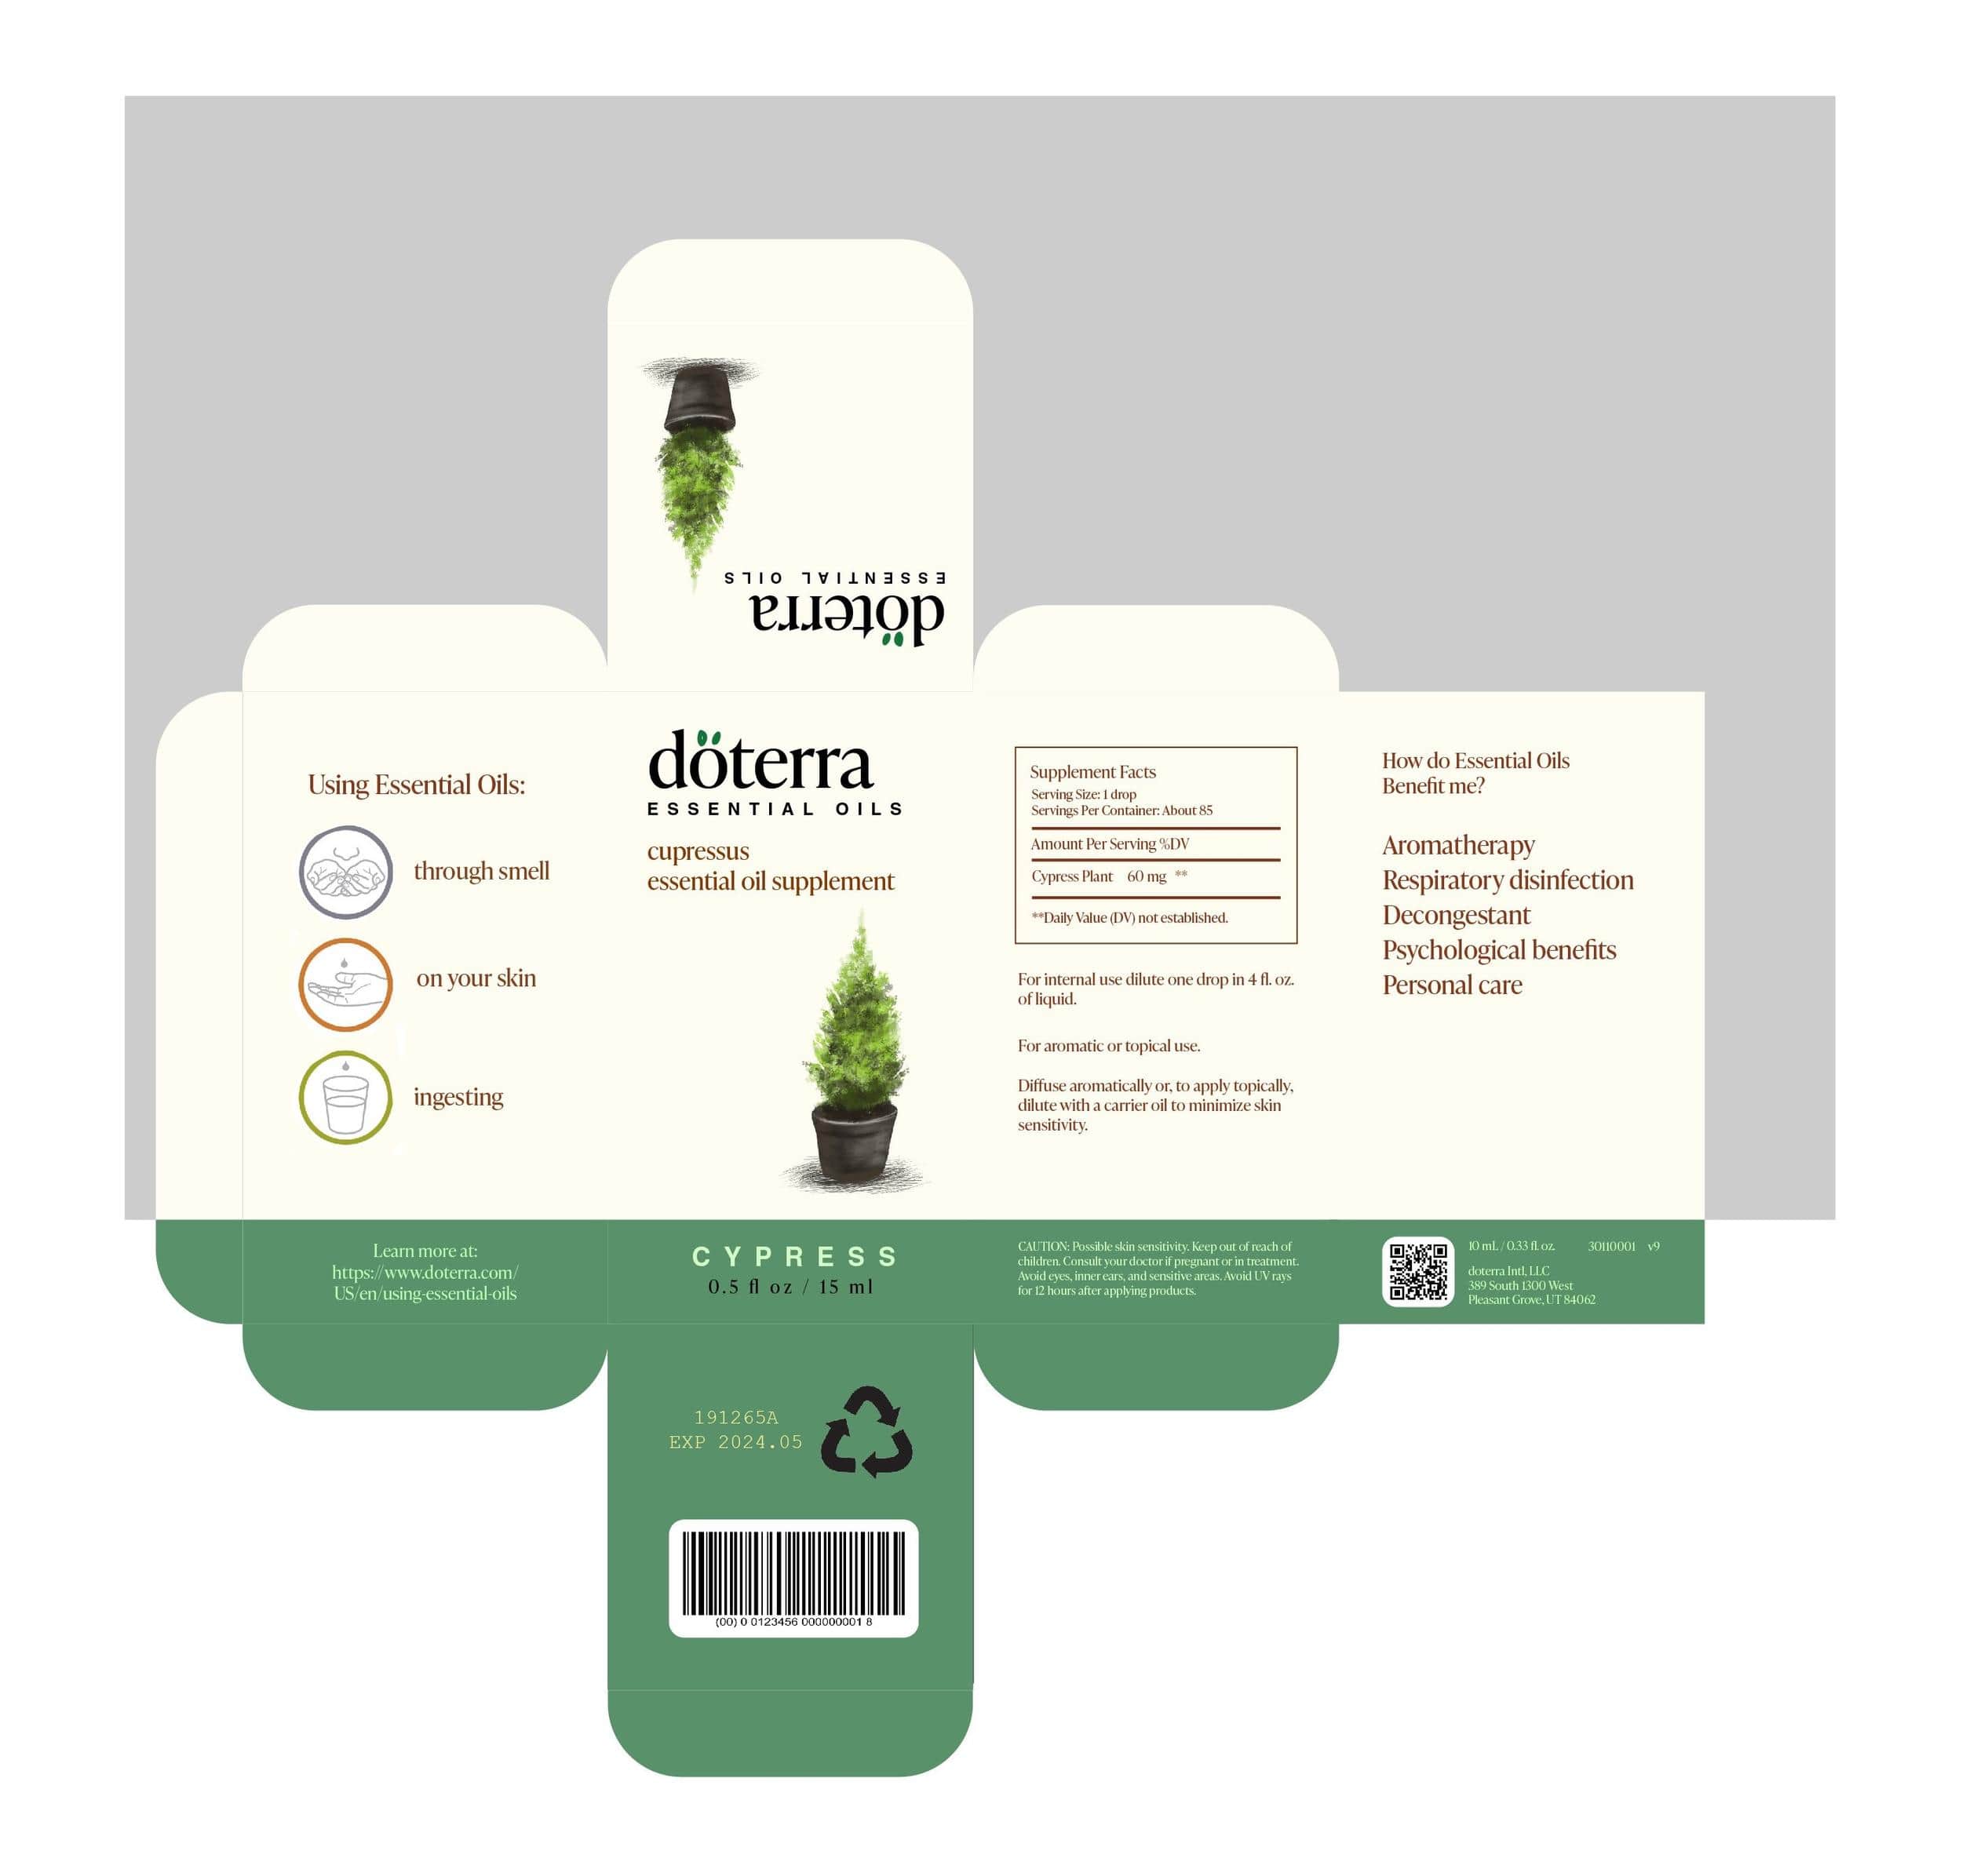 döterra
ESSENTIAL OILS
Using Essential Oils:
through smell
on your skin
ingesting
Learn more at:
https://www.doterra.com/
US/en/using-essential-oils
döterra
ESSENTIAL OILS
cupressus
essential oil supplement
CYPRESS
0.5 fl oz / 15 ml
Supplement Facts
Serving Size: 1 drop
Servings Per Container: About 85
Amount Per Serving %DV
Cypress Plant 60 mg **
**Daily Value (DV) not established.
For internal use dilute one drop in 4 fl. oz.
of liquid.
For aromatic or topical use.
Diffuse aromatically or, to apply topically,
dilute with a carrier oil to minimize skin
sensitivity.
CAUTION: Possible skin sensitivity. Keep out of reach of
children. Consult your doctor if pregnant or in treatment.
Avoid eyes, inner ears, and sensitive areas. Avoid UV rays
for 12 hours after applying products.
How do Essential Oils
Benefit me?
Aromatherapy
Respiratory disinfection
Decongestant
Psychological benefits
Personal care
10 mL / 0.33 fl. oz. 30110001 v9
doterra Intl, LLC
389 South 1300 West
Pleasant Grove, UT 84062
191265A
EXP 2024.05
(00) 0 0123456 000000001 8